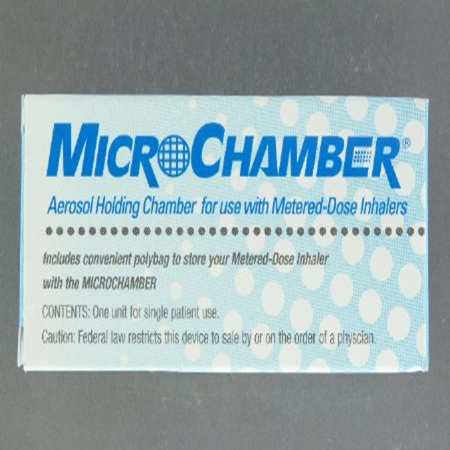 MICROCHAMBER®
Aerosol Holding Chamber for use with Metered-Dose Inhalers
Includes convenient polybag to store your Metered-Dose Inhaler
with the MICROCHAMBER
CONTENTS: One unit for single patient use.
Caution: Federal law restricts this device to sale by or on the order of a physcian.